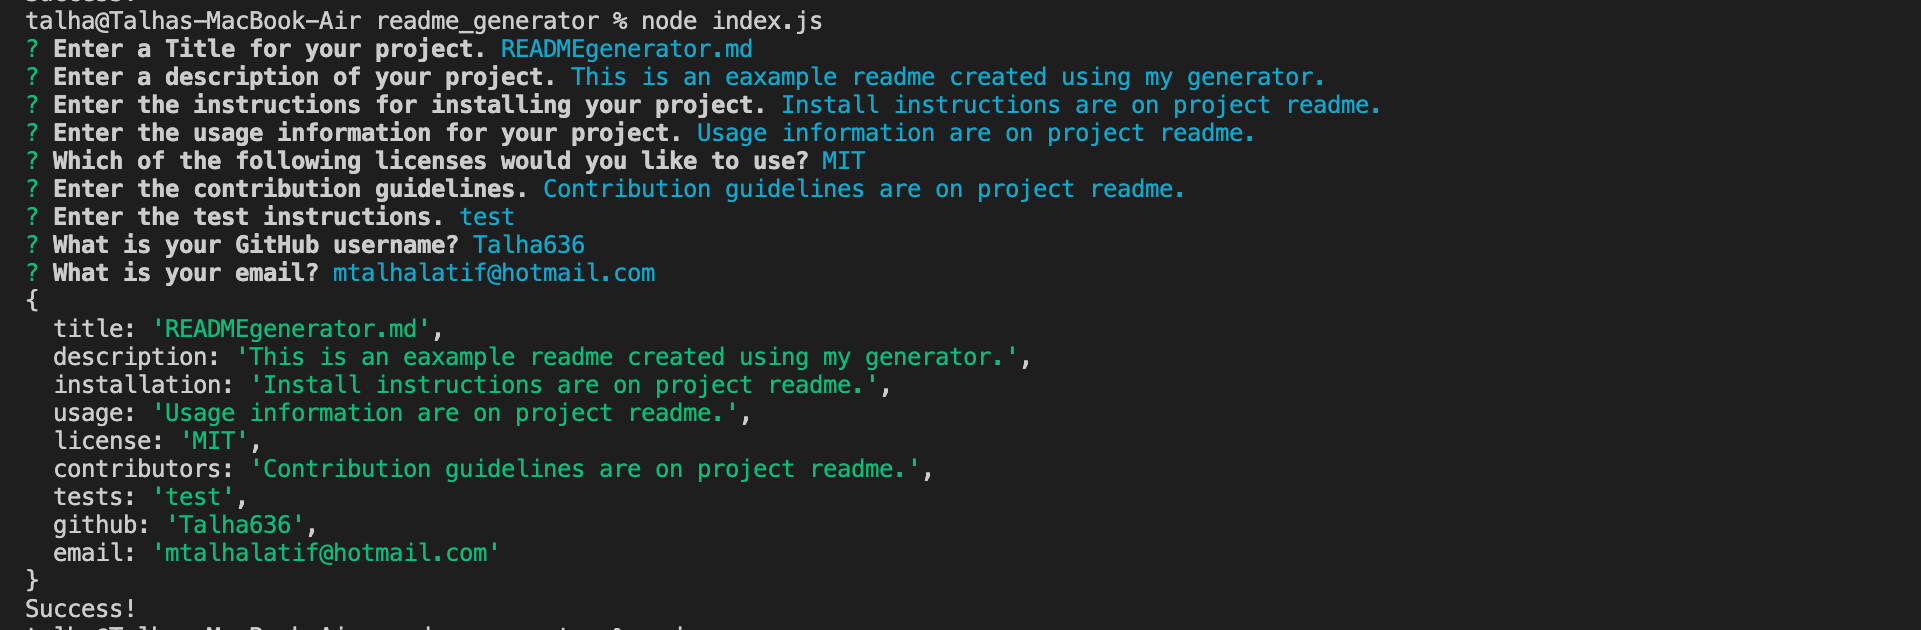 talha@Talhas-MacBook-Air readme_generator % node index.js
? Enter a Title for your project. READMEgenerator.md
? Enter a description of your project. This is an eaxample readme created using my generator.
? Enter the instructions for installing your project. Install instructions are on project readme.
? Enter the usage information for your project. Usage information are on project readme.
? Which of the following licenses would you like to use? MIT
? Enter the contribution guidelines. Contribution guidelines are on project readme.
? Enter the test instructions. test
? What is your GitHub username? Talha636
? What is your email? mtalhalatif@hotmail.com
{
  title: 'READMEgenerator.md',
  description: 'This is an eaxample readme created using my generator.',
  installation: 'Install instructions are on project readme.',
  usage: 'Usage information are on project readme.',
  license: 'MIT',
  contributors: 'Contribution guidelines are on project readme.',
  tests: 'test',
  github: 'Talha636',
  email: 'mtalhalatif@hotmail.com'
}
Success!